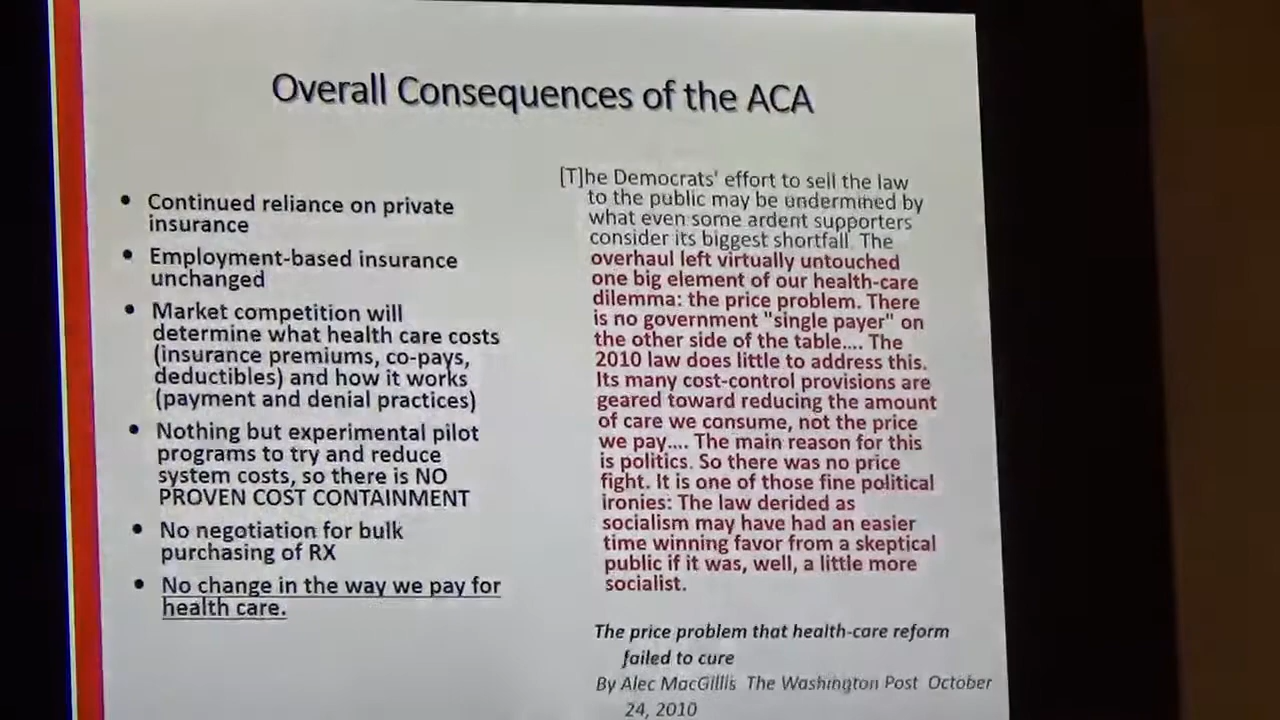 Overall Consequences of the ACA
• Continued reliance on private
insurance
• Employment-based insurance
unchanged
• Market competition will
determine what health care costs
(insurance premiums, co-pays,
deductibles) and how it works
(payment and denial practices)
• Nothing but experimental pilot
programs to try and reduce
system costs, so there is NO
PROVEN COST CONTAINMENT
• No negotiation for bulk
purchasing of RX
• No change in the way we pay for
health care.
[T]he Democrats' effort to sell the law
to the public may be undermined by
what even some ardent supporters
consider its biggest shortfall. The
overhaul left virtually untouched
one big element of our health-care
dilemma: the price problem. There
is no government "single payer" on
the other side of the table.... The
2010 law does little to address this.
Its many cost-control provisions are
geared toward reducing the amount
of care we consume, not the price
we pay.... The main reason for this
is politics. So there was no price
fight. It is one of those fine political
ironies: The law derided as
socialism may have had an easier
time winning favor from a skeptical
public if it was, well, a little more
socialist.
The price problem that health-care reform
failed to cure
By Alec MacGillis The Washington Post October
24, 2010